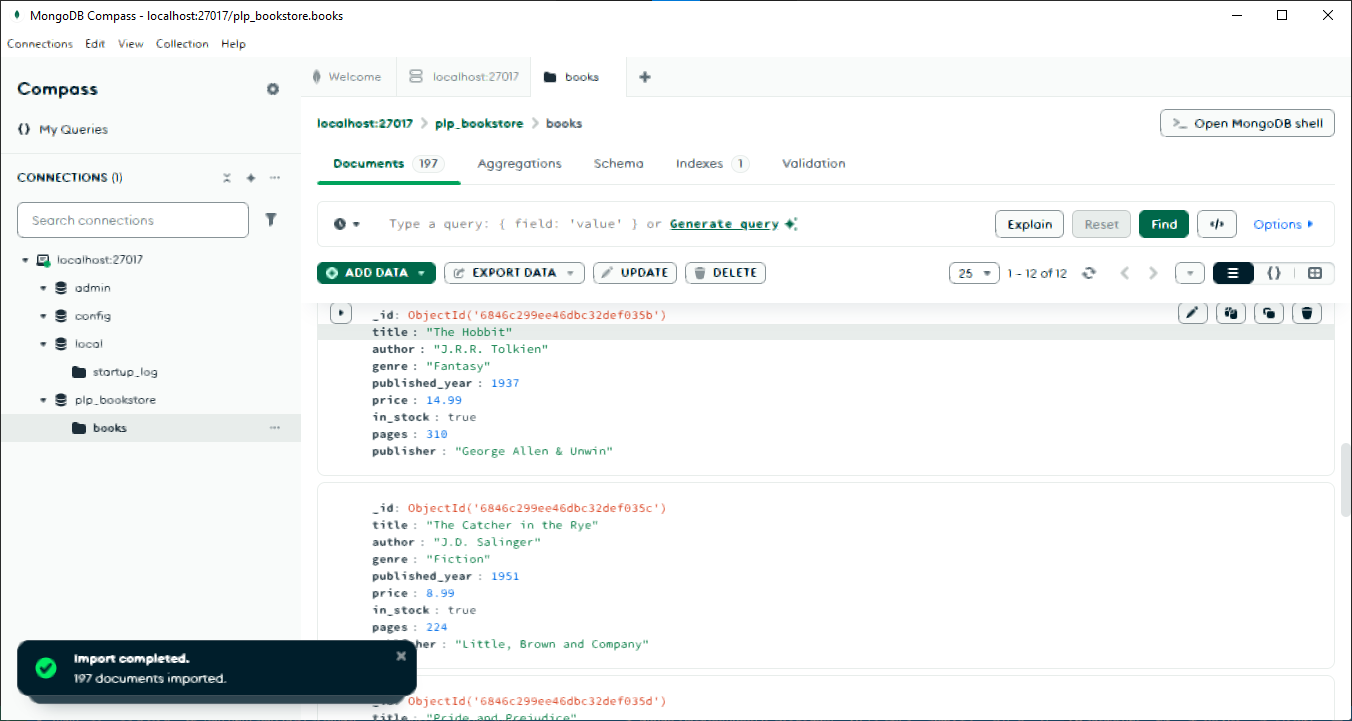 MongoDB Compass - localhost:27017/plp_bookstore.books
Connections Edit View Collection Help
Compass
My Queries
CONNECTIONS (1)
Search connections
localhost:27017
admin
config
local
startup_log
plp_bookstore
books
Welcome
localhost:27017
books
localhost:27017 > plp_bookstore > books
Open MongoDB shell
Documents 197 Aggregations Schema Indexes 1 Validation
Type a query: { field: 'value' } or Generate query
Explain Reset Find </> Options
ADD DATA EXPORT DATA UPDATE DELETE
25 1 - 12 of 12 {}
_id: ObjectId('6846c299ee46dbc32def035b')
title : "The Hobbit"
author : "J.R.R. Tolkien"
genre : "Fantasy"
published_year : 1937
price : 14.99
in_stock : true
pages : 310
publisher : "George Allen & Unwin"
_id: ObjectId('6846c299ee46dbc32def035c')
title : "The Catcher in the Rye"
author : "J.D. Salinger"
genre : "Fiction"
published_year : 1951
price : 8.99
in_stock : true
pages : 224
her : "Little, Brown and Company"
_id: ObjectId('6846c299ee46dbc32def035d')
title : "Pride and Prejudice"
Import completed.
197 documents imported.